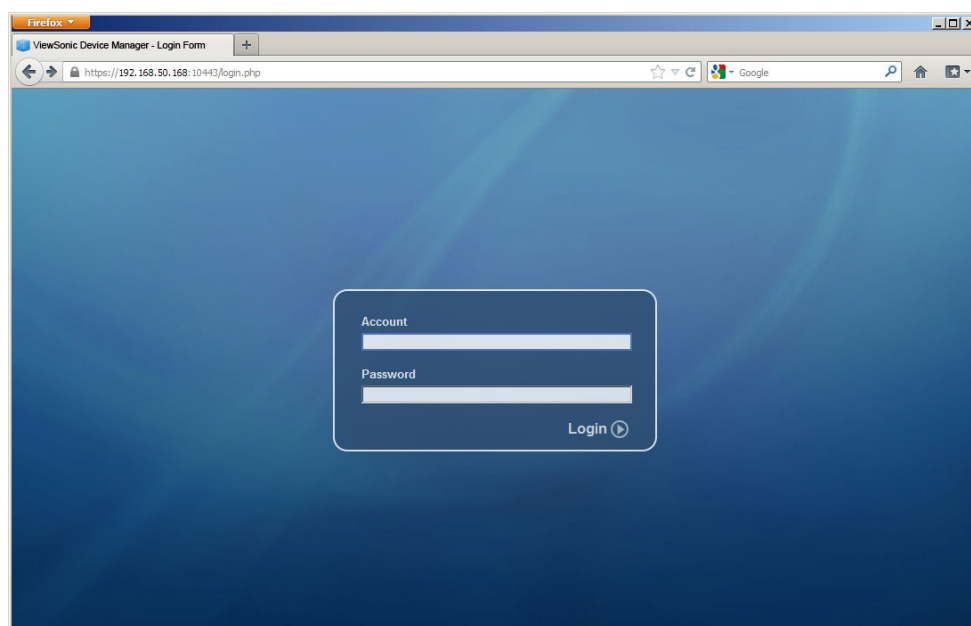 Firefox
ViewSonic Device Manager - Login Form
https://192.168.50.168:10443/login.php
Google
Account
Password
Login